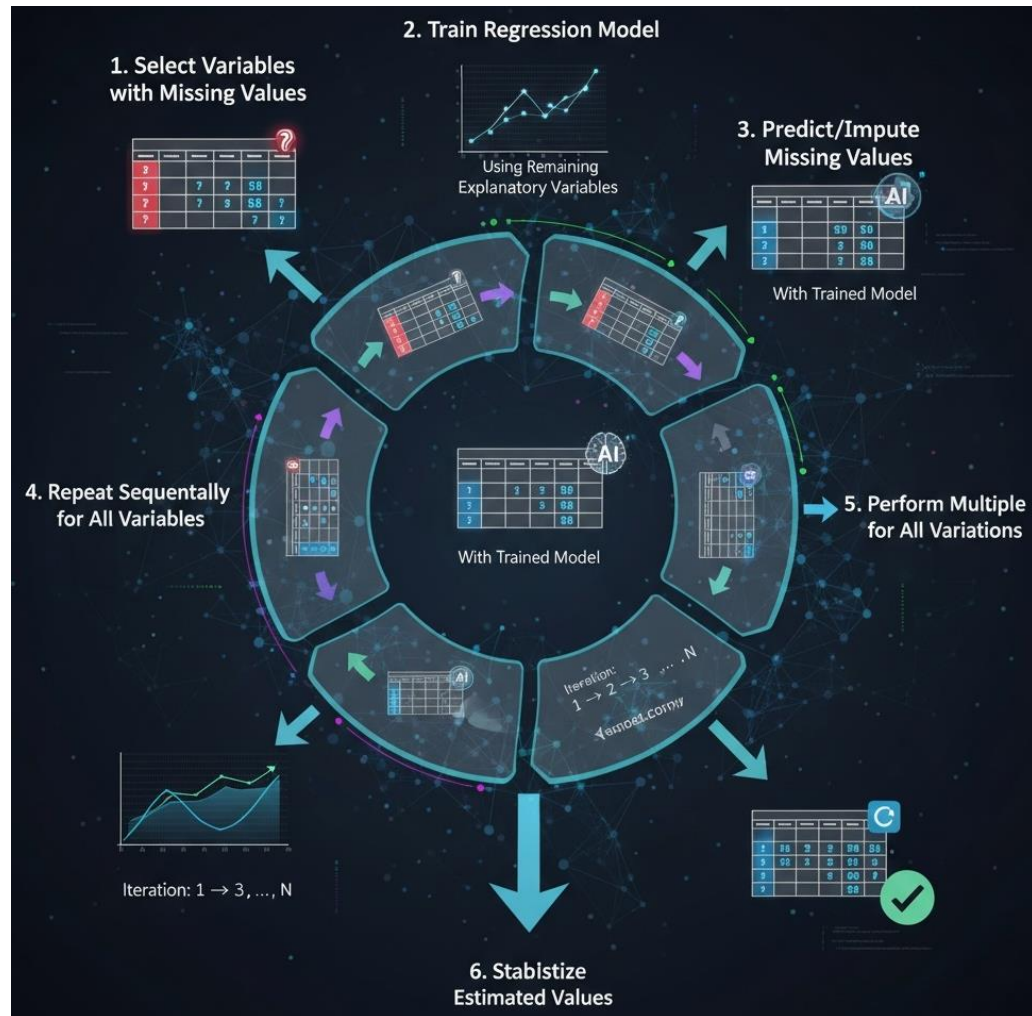 2. Train Regression Model
1. Select Variables
with Missing Values
Using Remaining
Explanatory Variables
3. Predict/Impute
Missing Values
AI
With Trained Model
AI
With Trained Model
4. Repeat Sequentally
for All Variables
5. Perform Multiple
for All Variations
AI
Iteration:
1 → 2 → 3 , ... , N
Iteration: 1 → 3, ..., N
6. Stabistize
Estimated Values